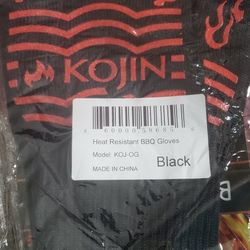 KOJIN
Heat Resistant BBQ Gloves
Model: KOJ-OG
MADE IN CHINA
Black
B